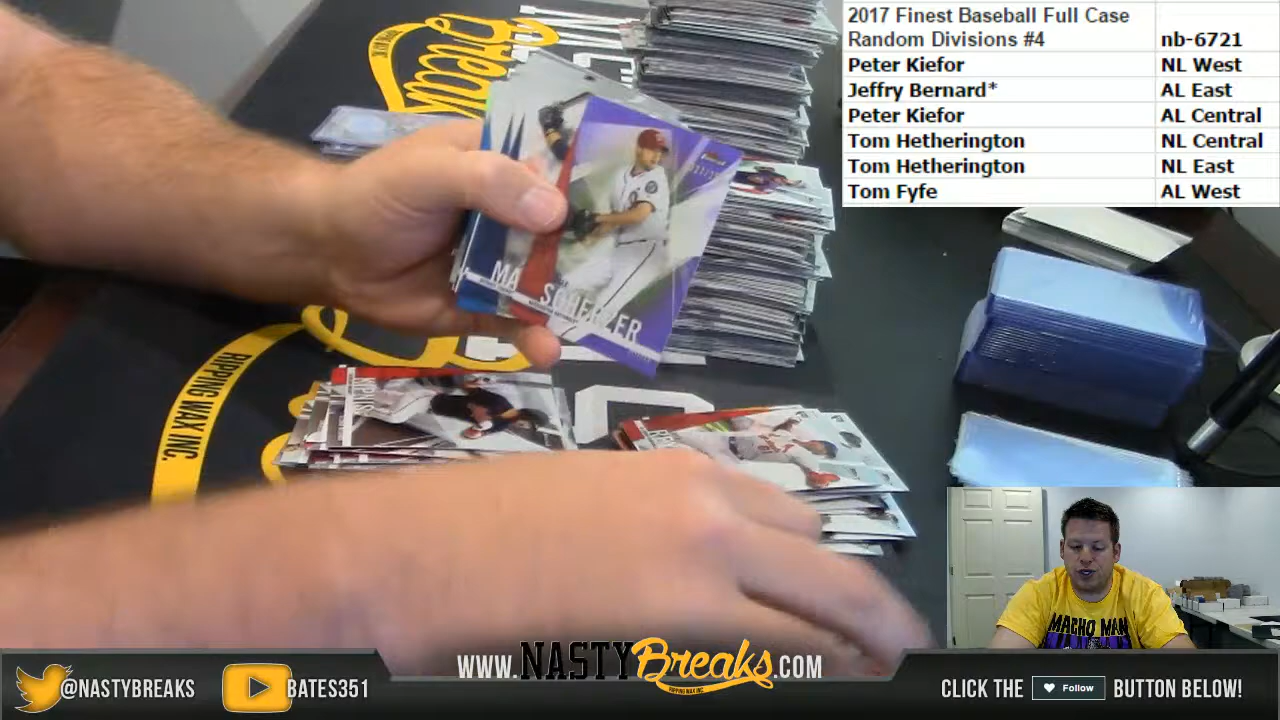 2017 Finest Baseball Full Case
Random Divisions #4 nb-6721
Peter Kiefor NL West
Jeffry Bernard* AL East
Peter Kiefor AL Central
Tom Hetherington NL Central
Tom Hetherington NL East
Tom Fyfe AL West
Breaks
RIPPING WAX INC.
MA
SCHERZER
MACHO MAN
@NASTYBREAKS
BATES351
WWW.NASTYBreaks.COM
RIPPING WAX INC.
CLICK THE Follow BUTTON BELOW!